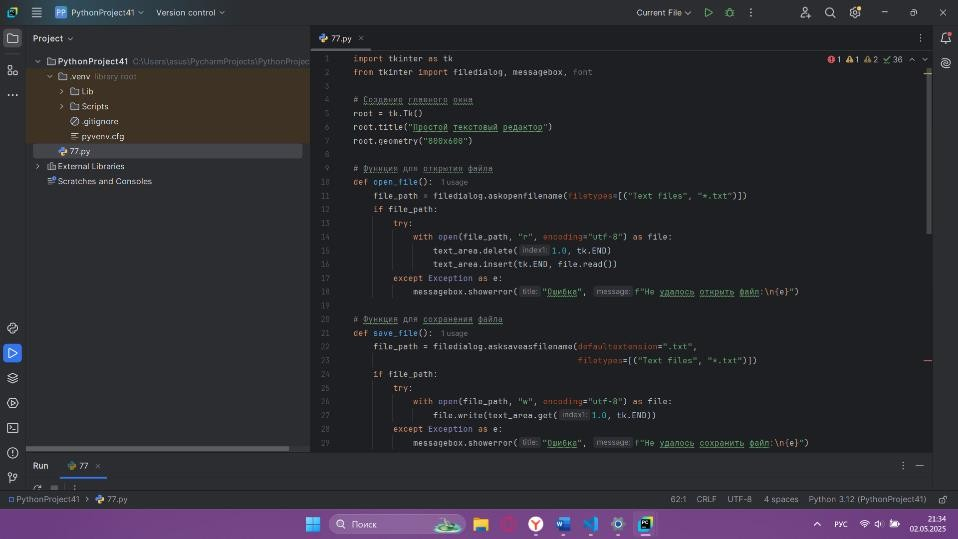 PP PythonProject41 Version control Current File
Project
77.py
PythonProject41 C:\Users\asus\PycharmProjects\PythonProjec
.venv library root
Lib
Scripts
.gitignore
pyvenv.cfg
77.py
External Libraries
Scratches and Consoles
1 1 2 36
1 import tkinter as tk
2 from tkinter import filedialog, messagebox, font
3
4 # Создание главного окна
5 root = tk.Tk()
6 root.title("Простой текстовый редактор")
7 root.geometry("800x600")
8
9 # Функция для открытия файла
10 def open_file(): 1 usage
11 file_path = filedialog.askopenfilename(filetypes=[("Text files", "*.txt")])
12 if file_path:
13 try:
14 with open(file_path, "r", encoding="utf-8") as file:
15 text_area.delete( index1: 1.0, tk.END)
16 text_area.insert(tk.END, file.read())
17 except Exception as e:
18 messagebox.showerror( title: "Ошибка", message: f"Не удалось открыть файл:\n{e}")
19
20 # Функция для сохранения файла
21 def save_file(): 1 usage
22 file_path = filedialog.asksaveasfilename(defaultextension=".txt",
23 filetypes=[("Text files", "*.txt")])
24 if file_path:
25 try:
26 with open(file_path, "w", encoding="utf-8") as file:
27 file.write(text_area.get( index1: 1.0, tk.END))
28 except Exception as e:
29 messagebox.showerror( title: "Ошибка", message: f"Не удалось сохранить файл:\n{e}")
Run 77
PythonProject41 > 77.py 62:1 CRLF UTF-8 4 spaces Python 3.12 (PythonProject41)
Поиск
РУС
21:34
02.05.2025